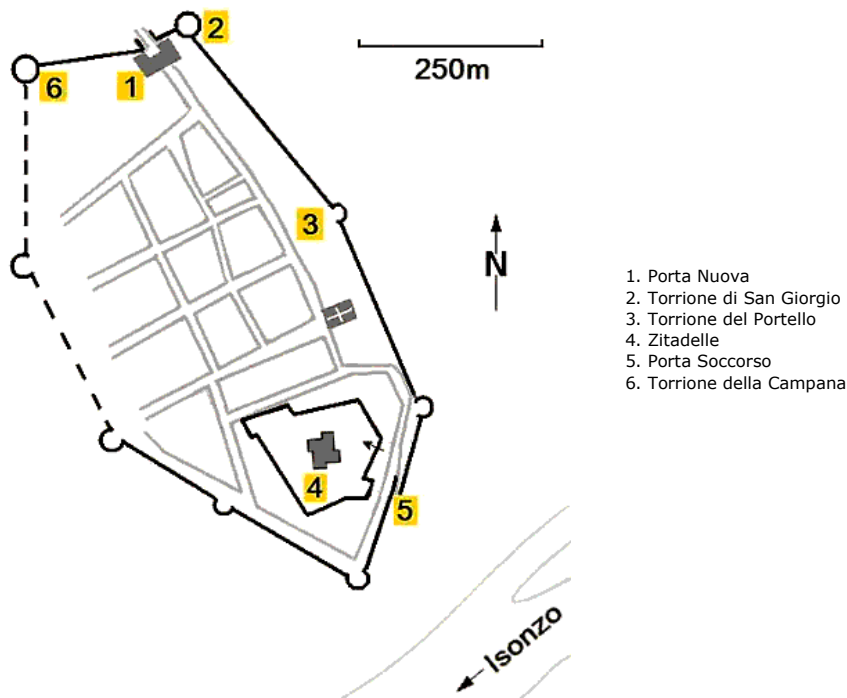 2
6
1
250m
3
N
4
5
Isonzo
1. Porta Nuova
2. Torrione di San Giorgio
3. Torrione del Portello
4. Zitadelle
5. Porta Soccorso
6. Torrione della Campana